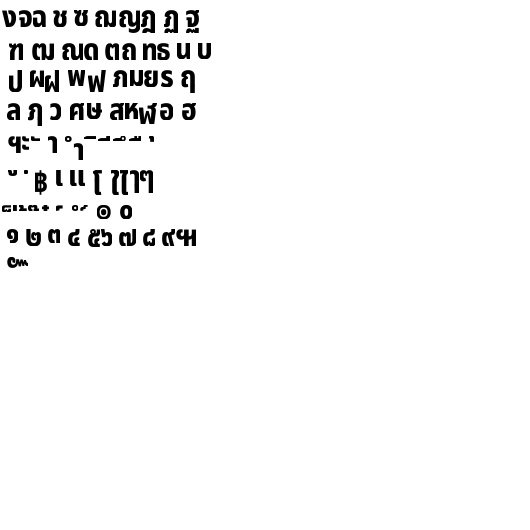 งจฉ ช ซ ฌญฎ ฏ ฐ
ฑ ฒ ณด ตถ ทธ น บ
ป ผฝ พฟ ภมยร ฤ
ล ฦ ว ศษ สหฬอ ฮ
ฯะ ั า ำ
฿ เ แ โ ใไๅๆ
๏ ๐
๑ ๒ ๓ ๔ ๕๖ ๗ ๘ ๙๚
๛